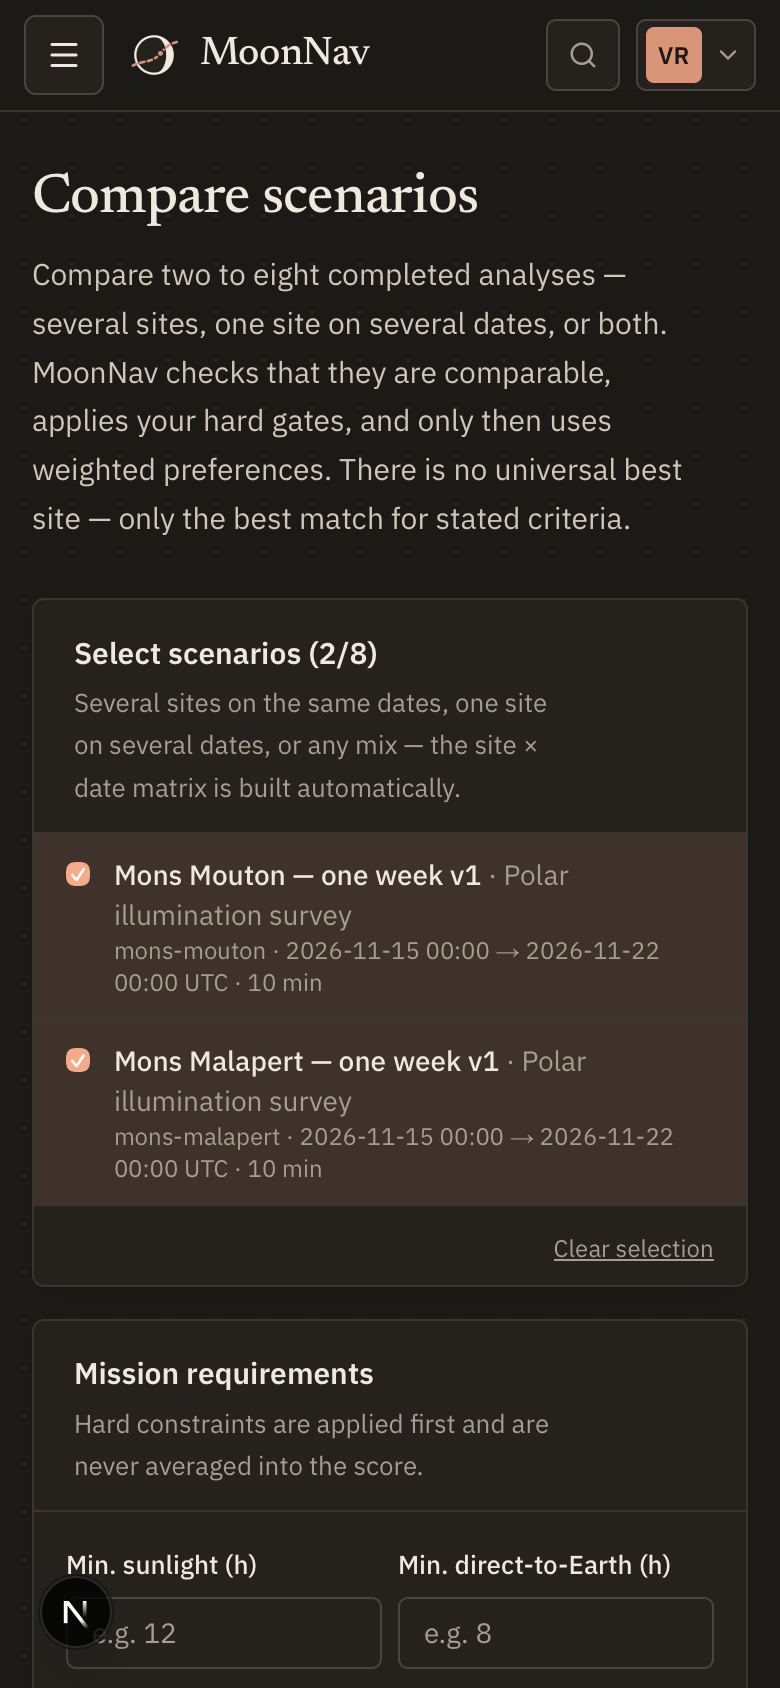 MoonNav
VR
Compare scenarios
Compare two to eight completed analyses —
several sites, one site on several dates, or both.
MoonNav checks that they are comparable,
applies your hard gates, and only then uses
weighted preferences. There is no universal best
site — only the best match for stated criteria.
Select scenarios (2/8)
Several sites on the same dates, one site
on several dates, or any mix — the site ×
date matrix is built automatically.
Mons Mouton — one week v1 · Polar
illumination survey
mons-mouton · 2026-11-15 00:00 → 2026-11-22
00:00 UTC · 10 min
Mons Malapert — one week v1 · Polar
illumination survey
mons-malapert · 2026-11-15 00:00 → 2026-11-22
00:00 UTC · 10 min
Clear selection
Mission requirements
Hard constraints are applied first and are
never averaged into the score.
Min. sunlight (h)
Min. direct-to-Earth (h)
N
e.g. 12
e.g. 8